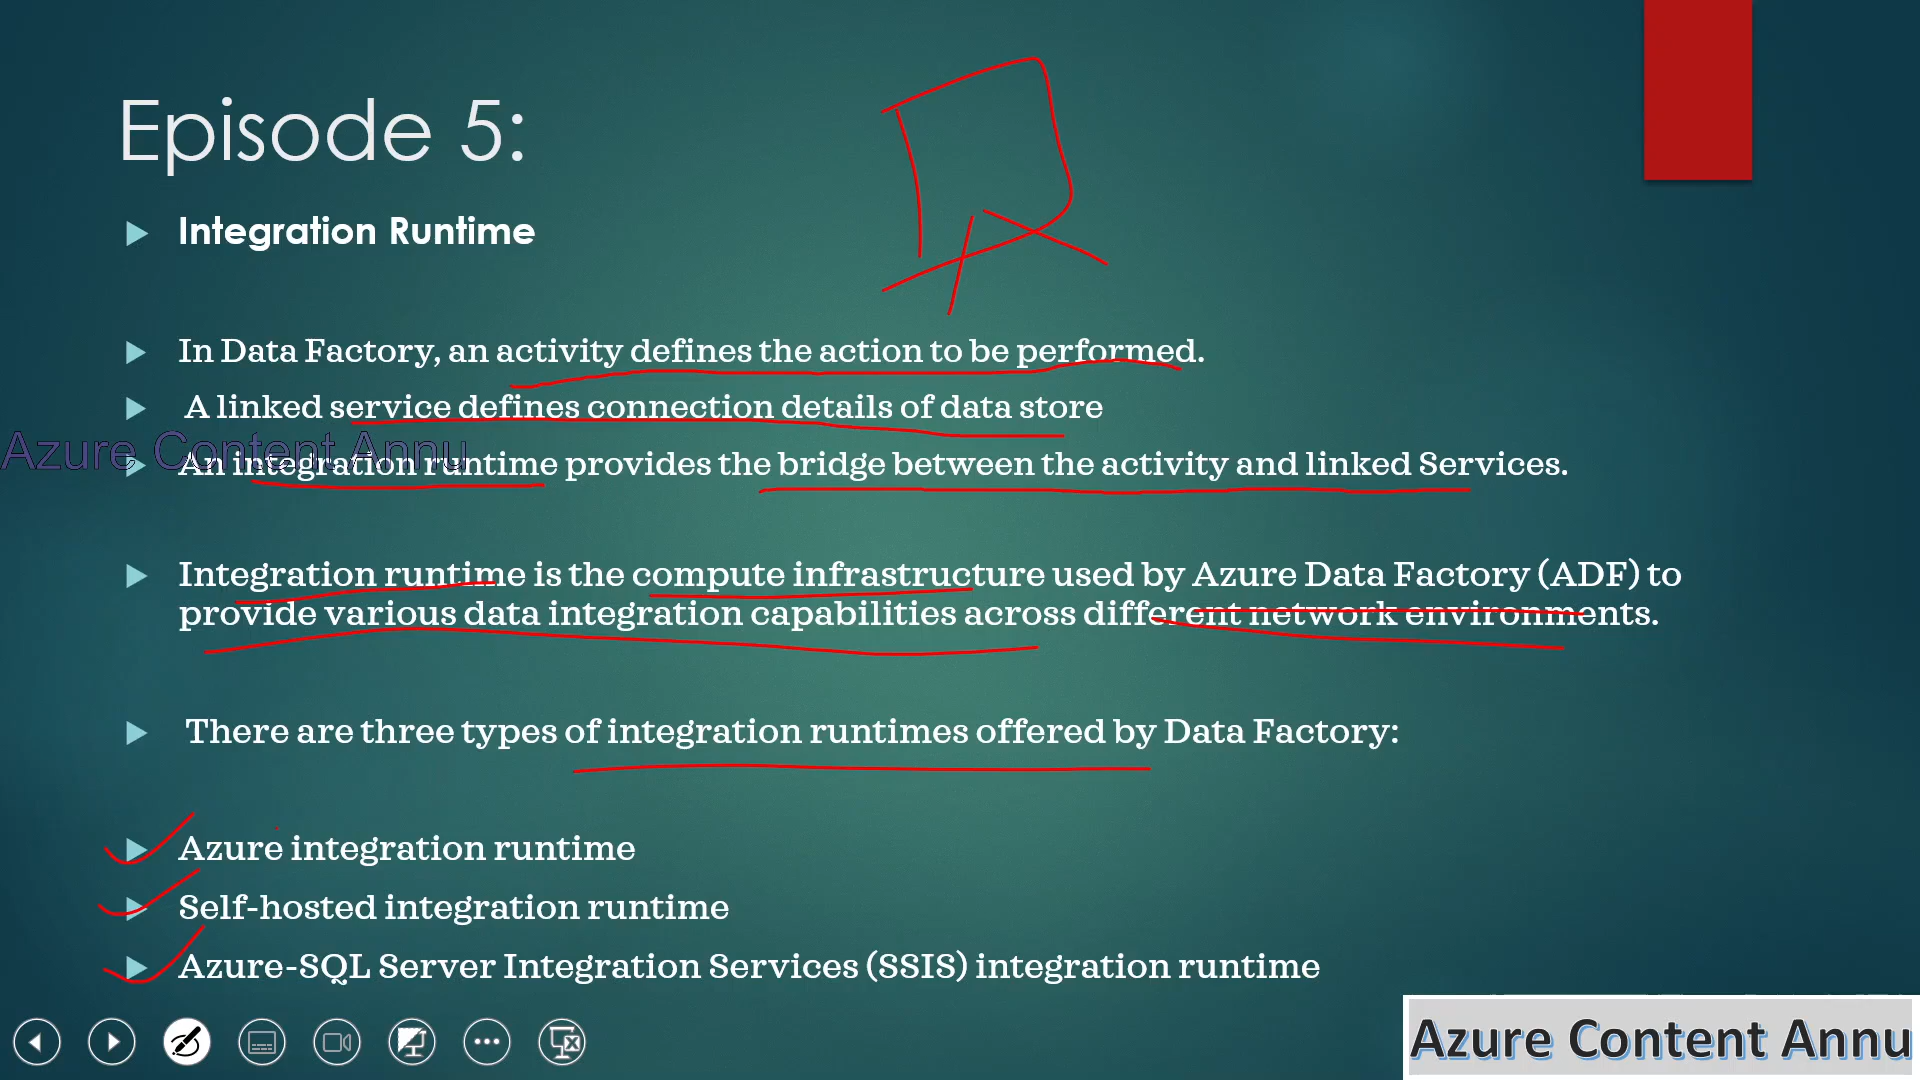 Episode 5:
Integration Runtime
In Data Factory, an activity defines the action to be performed.
A linked service defines connection details of data store
Azure Content Annu
An integration runtime provides the bridge between the activity and linked Services.
Integration runtime is the compute infrastructure used by Azure Data Factory (ADF) to
provide various data integration capabilities across different network environments.
There are three types of integration runtimes offered by Data Factory:
Azure integration runtime
Self-hosted integration runtime
Azure-SQL Server Integration Services (SSIS) integration runtime
Azure Content Annu